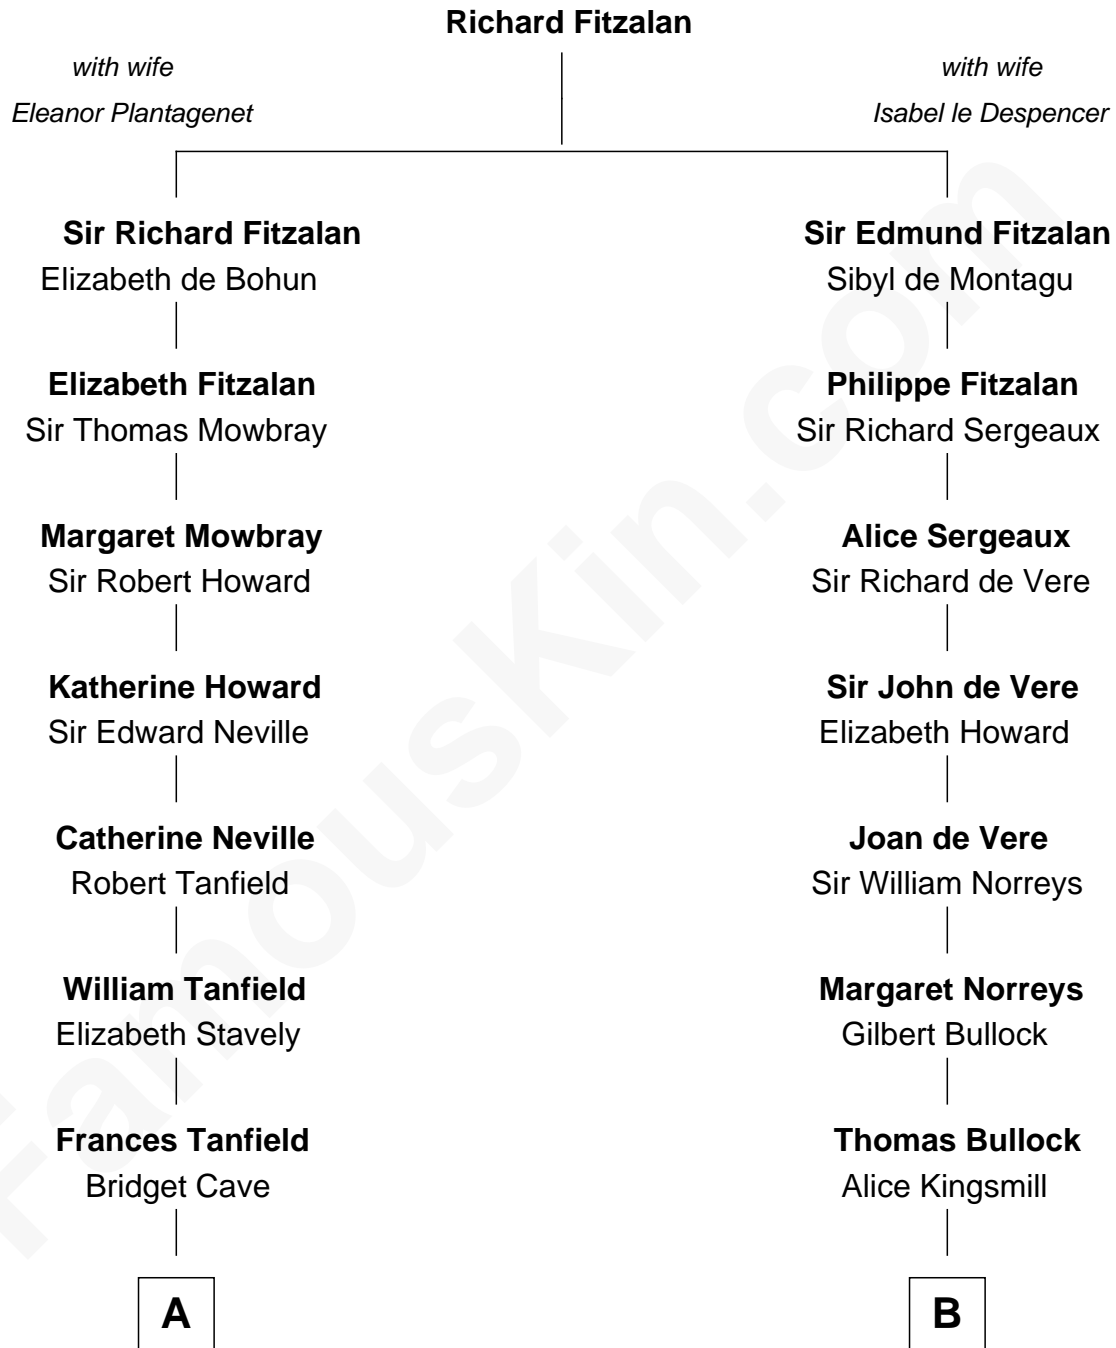 Richard Fitzalan
with wife
Eleanor Plantagenet
with wife
Isabel le Despencer
Sir Richard Fitzalan
Elizabeth de Bohun
Sir Edmund Fitzalan
Sibyl de Montagu
Elizabeth Fitzalan
Sir Thomas Mowbray
Philippe Fitzalan
Sir Richard Sergeaux
Margaret Mowbray
Sir Robert Howard
Alice Sergeaux
Sir Richard de Vere
Katherine Howard
Sir Edward Neville
Sir John de Vere
Elizabeth Howard
Catherine Neville
Robert Tanfield
Joan de Vere
Sir William Norreys
William Tanfield
Elizabeth Stavely
Margaret Norreys
Gilbert Bullock
Frances Tanfield
Bridget Cave
Thomas Bullock
Alice Kingsmill
A
B
FamousKin.com